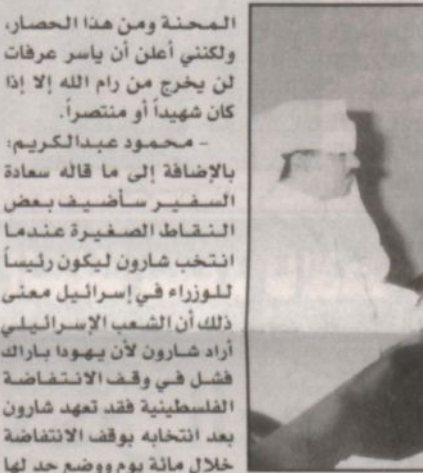 المحنة ومن هذا الحصار،
ولكنني أعلن أن ياسر عرفات
لن يخرج من رام الله إلا إذا
كان شهيداً أو منتصراً.
- محمود عبدالكريم:
بالإضافة إلى ما قاله سعادة
السفير سأضيف بعض
النقاط الصغيرة عندما
انتخب شارون ليكون رئيساً
للوزراء في إسرائيل معنى
ذلك أن الشعب الإسرائيلي
أراد شارون لأن يهودا باراك
فشل في وقف الانتفاضة
الفلسطينية فقد تعهد شارون
بعد انتخابه بوقف الانتفاضة
خلال مائة يوم ووضع حد لها